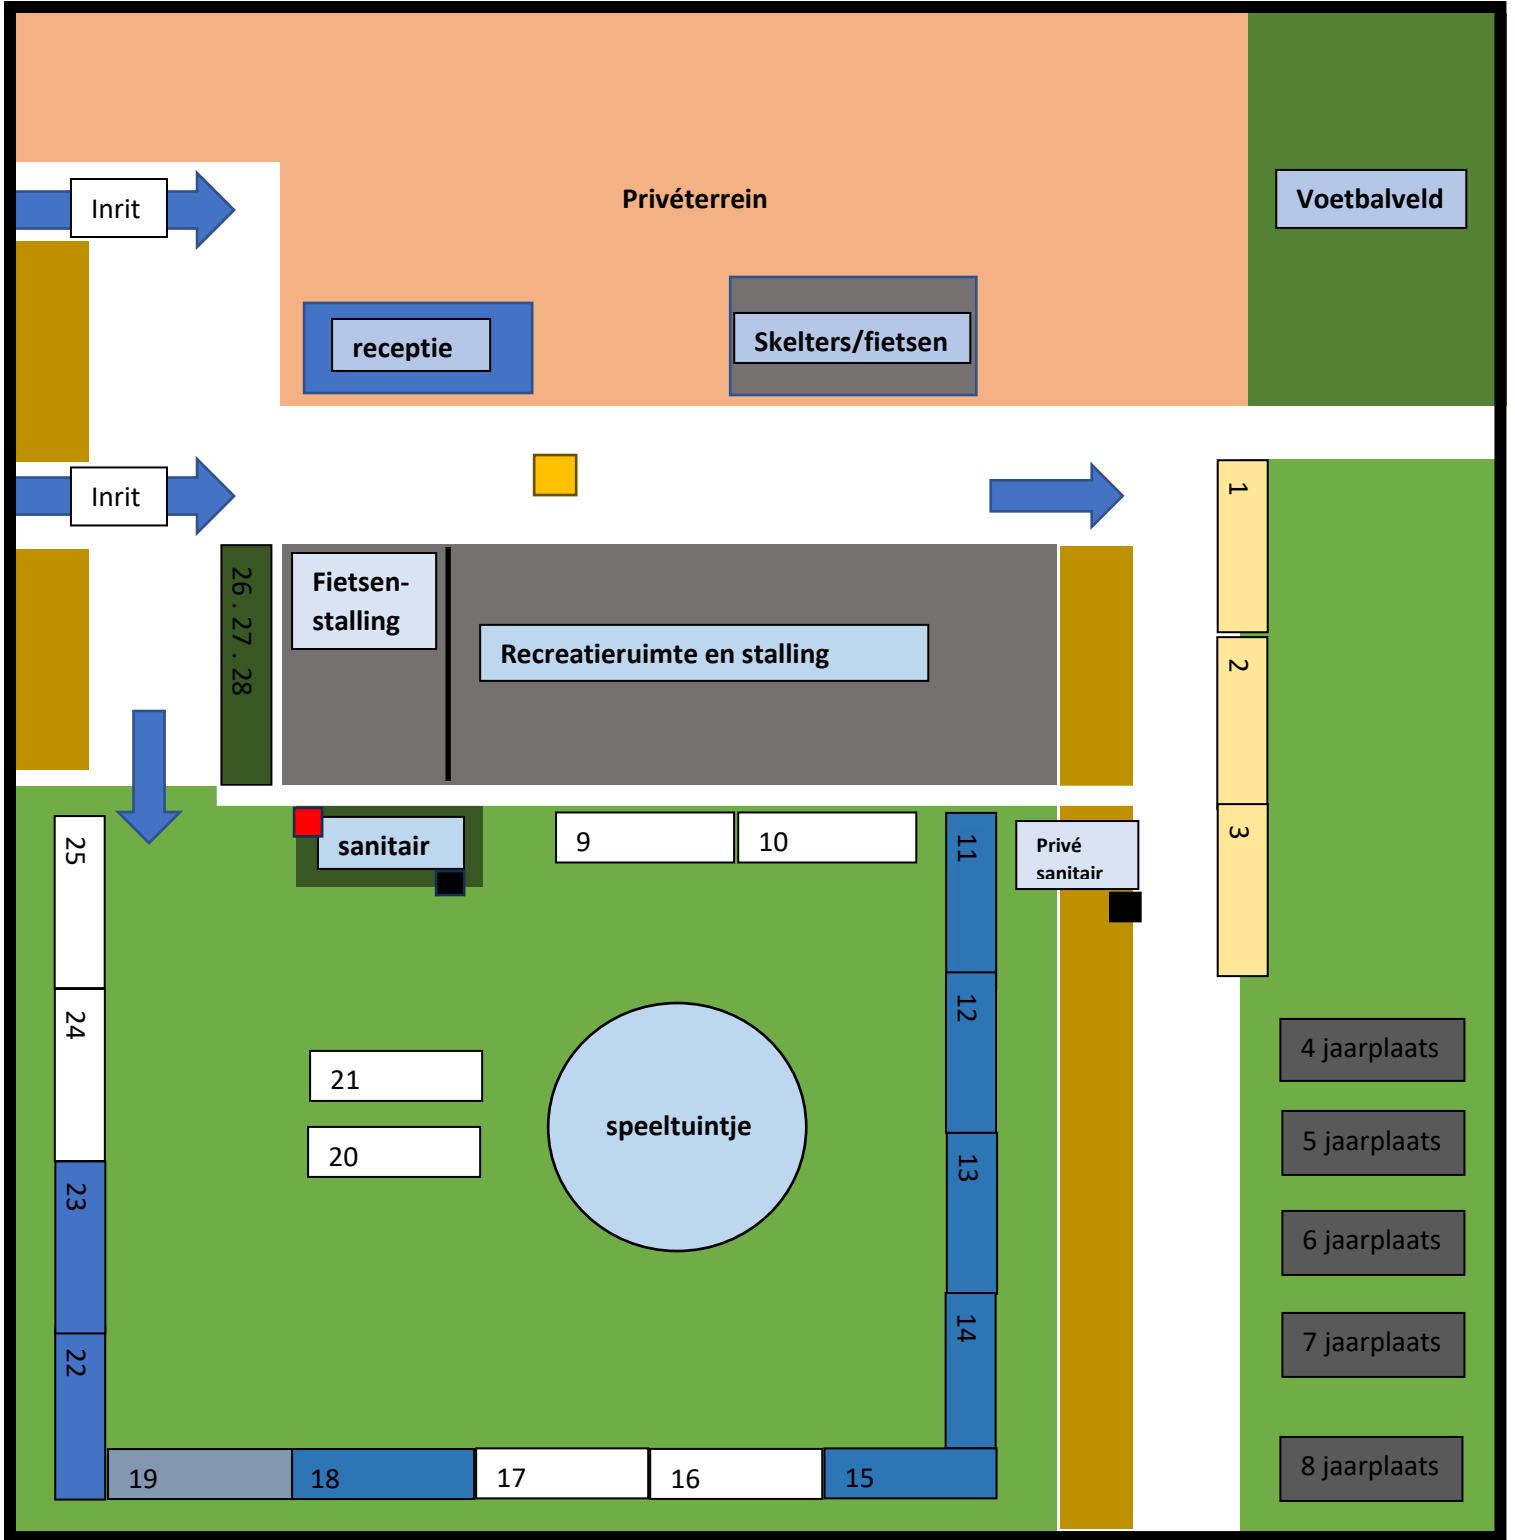 Inrit
Privéterrein
Voetbalveld
receptie
Skelters/fietsen
Inrit
1
26 . 27 . 28
Fietsen-
stalling
Recreatieruimte en stalling
2
25
sanitair
9
10
11
Privé
sanitair
3
24
12
4 jaarplaats
21
speeltuintje
5 jaarplaats
20
23
13
6 jaarplaats
22
14
7 jaarplaats
19
18
17
16
15
8 jaarplaats